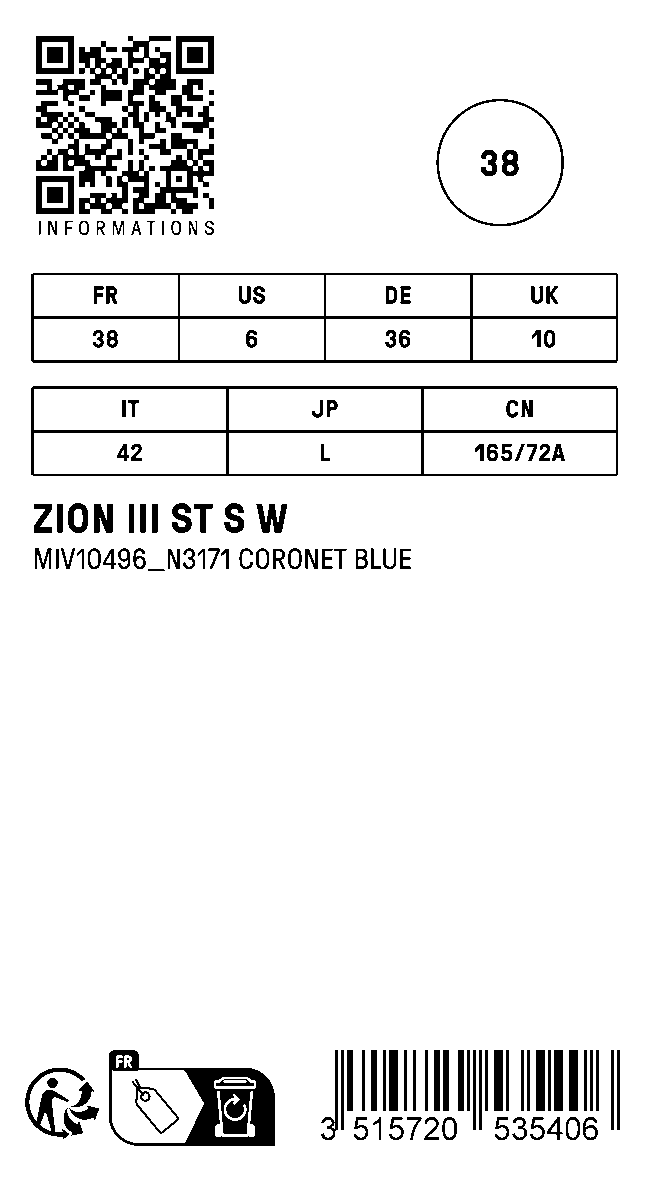 INFORMATIONS
38
FR US DE UK
38 6 36 10
IT JP CN
42 L 165/72A
ZION III ST S W
MIV10496_N3171 CORONET BLUE
FR
3 515720 535406